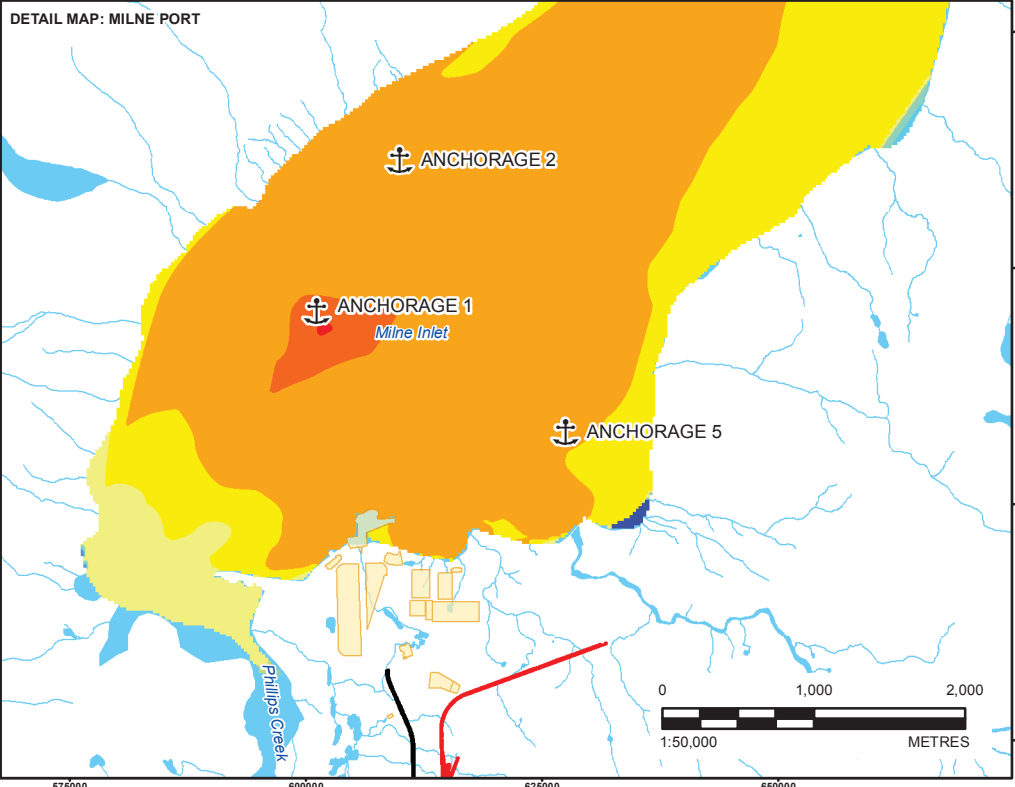 DETAIL MAP: MILNE PORT
ANCHORAGE 2
ANCHORAGE 1
Milne Inlet
ANCHORAGE 5
Phillips Creek
0 1,000 2,000
1:50,000 METRES